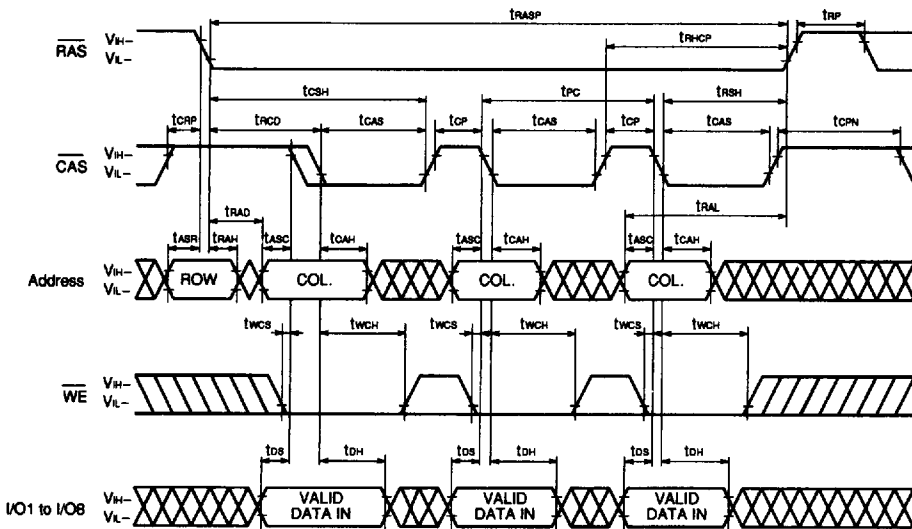 tRASP tRP
RAS VIH– tRHCP
VIL–
tCSH tPC tRSH
tCRP tRCD tCAS tCP tCAS tCP tCAS tCPN
CAS VIH–
VIL–
tRAD tRAL
tASR tRAH tASC tCAH tASC tCAH tASC tCAH
Address VIH– ROW COL. COL. COL.
VIL–
tWCS tWCH tWCS tWCH tWCS tWCH
WE VIH–
VIL–
tDS tDH tDS tDH tDS tDH
I/O1 to I/O8 VIH– VALID VALID VALID
VIL– DATA IN DATA IN DATA IN